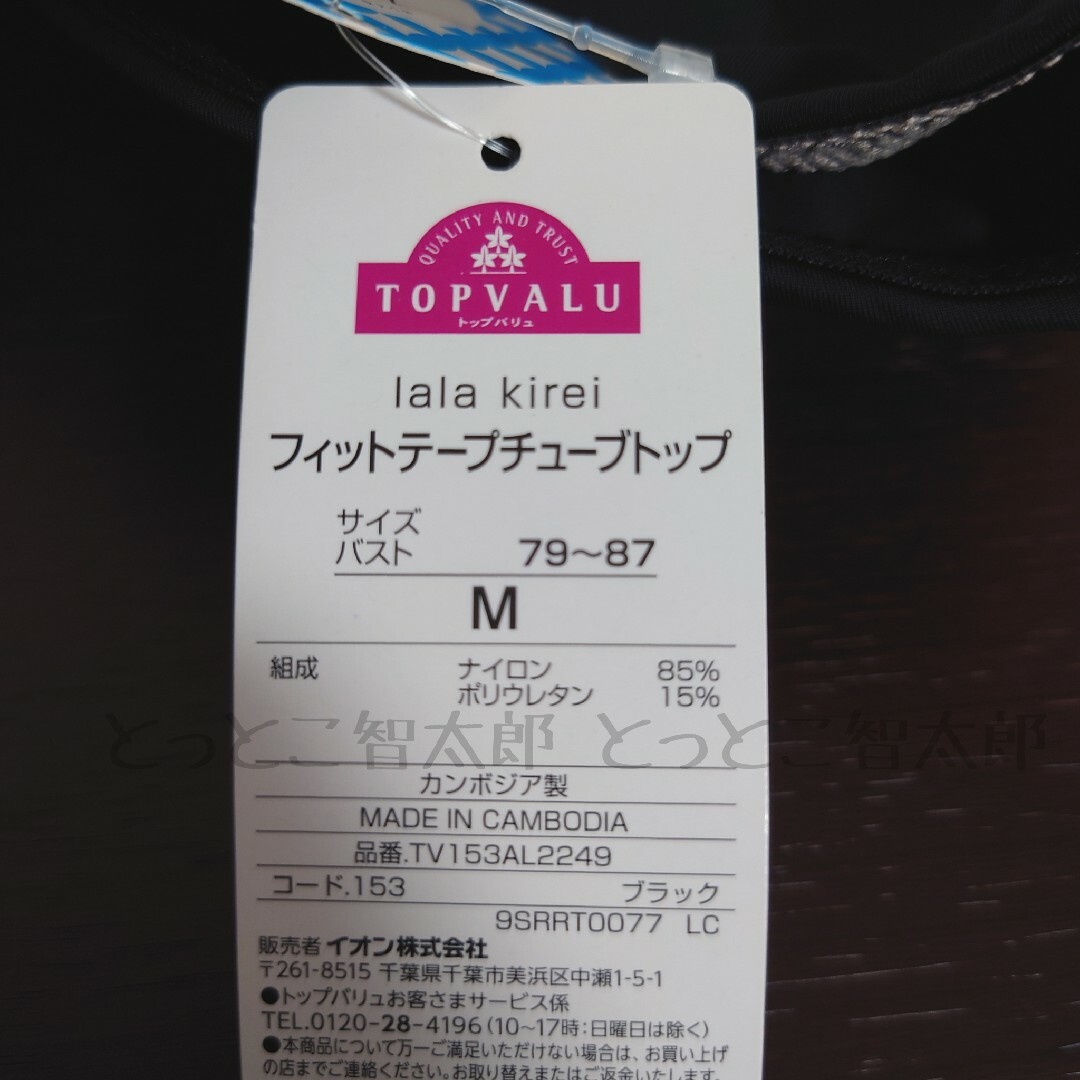 QUALITY AND TRUST
TOPVALU
トップバリュ
lala kirei
フィットテープチューブトップ
サイズ
バスト 79～87
M
組成 ナイロン 85%
ポリウレタン 15%
とっとこ智太郎 とっとこ智太郎
カンボジア製
MADE IN CAMBODIA
品番.TV153AL2249
コード.153 ブラック
9SRRT0077 LC
販売者 イオン株式会社
〒261-8515 千葉県千葉市美浜区中瀬1-5-1
●トップバリュお客さまサービス係
TEL.0120-28-4196(10～17時:日曜日は除く)
●本商品について万一ご満足いただけない場合は、お買い上げ
の店までご連絡ください。お取り替えまたはご返金いたします。